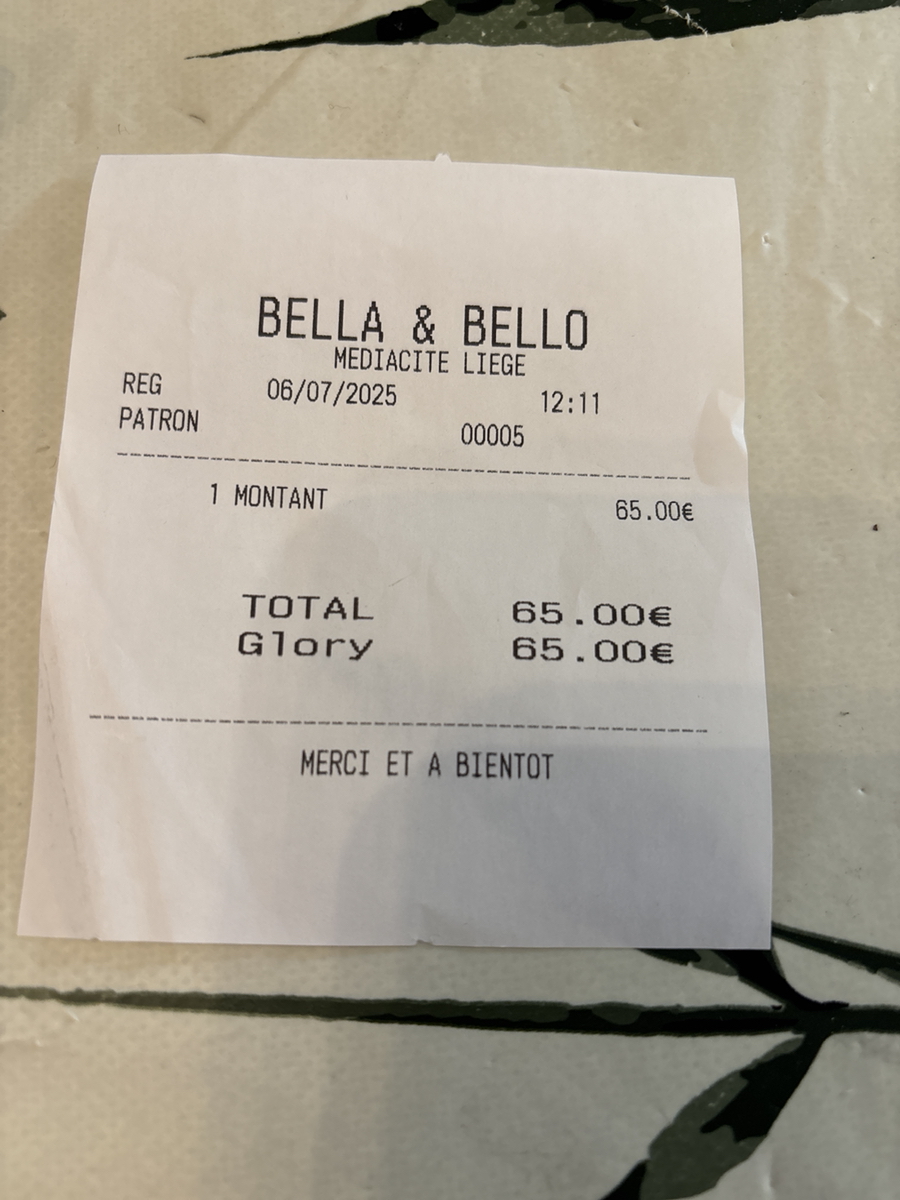 BELLA & BELLO
MEDIACITE LIEGE
REG 06/07/2025 12:11
PATRON 00005
1 MONTANT 65.00€
TOTAL 65.00€
Glory 65.00€
MERCI ET A BIENTOT